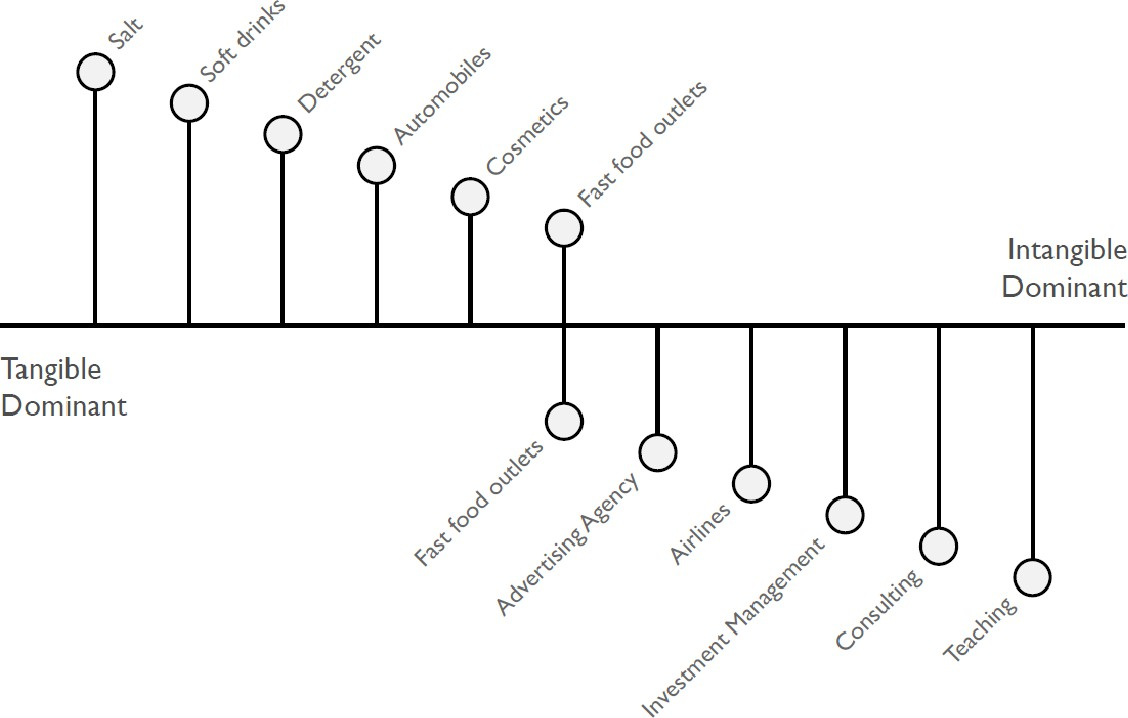 Salt
Soft drinks
Detergent
Automobiles
Cosmetics
Fast food outlets
Intangible
Dominant
Tangible
Dominant
Fast food outlets
Advertising Agency
Airlines
Investment Management
Consulting
Teaching